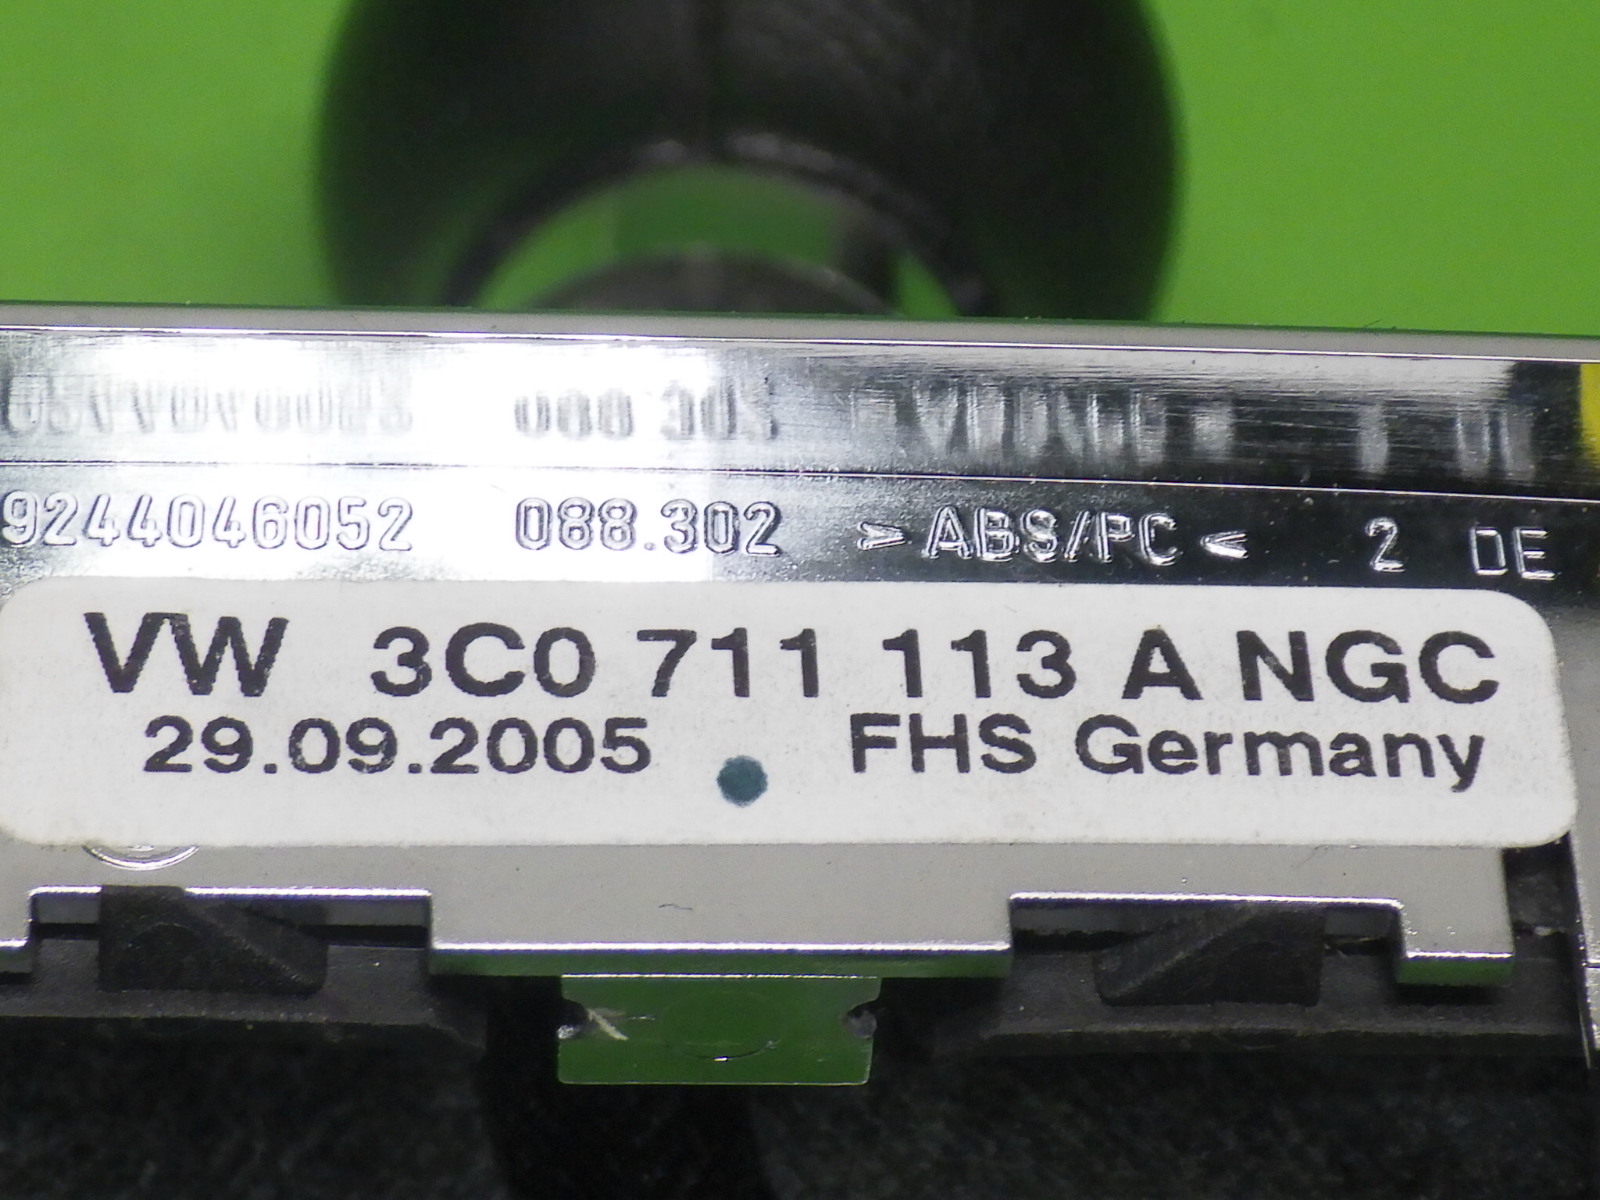 9244046052 088.302 >ABS/PC< 2 DE
VW 3C0 711 113 A NGC
29.09.2005 FHS Germany